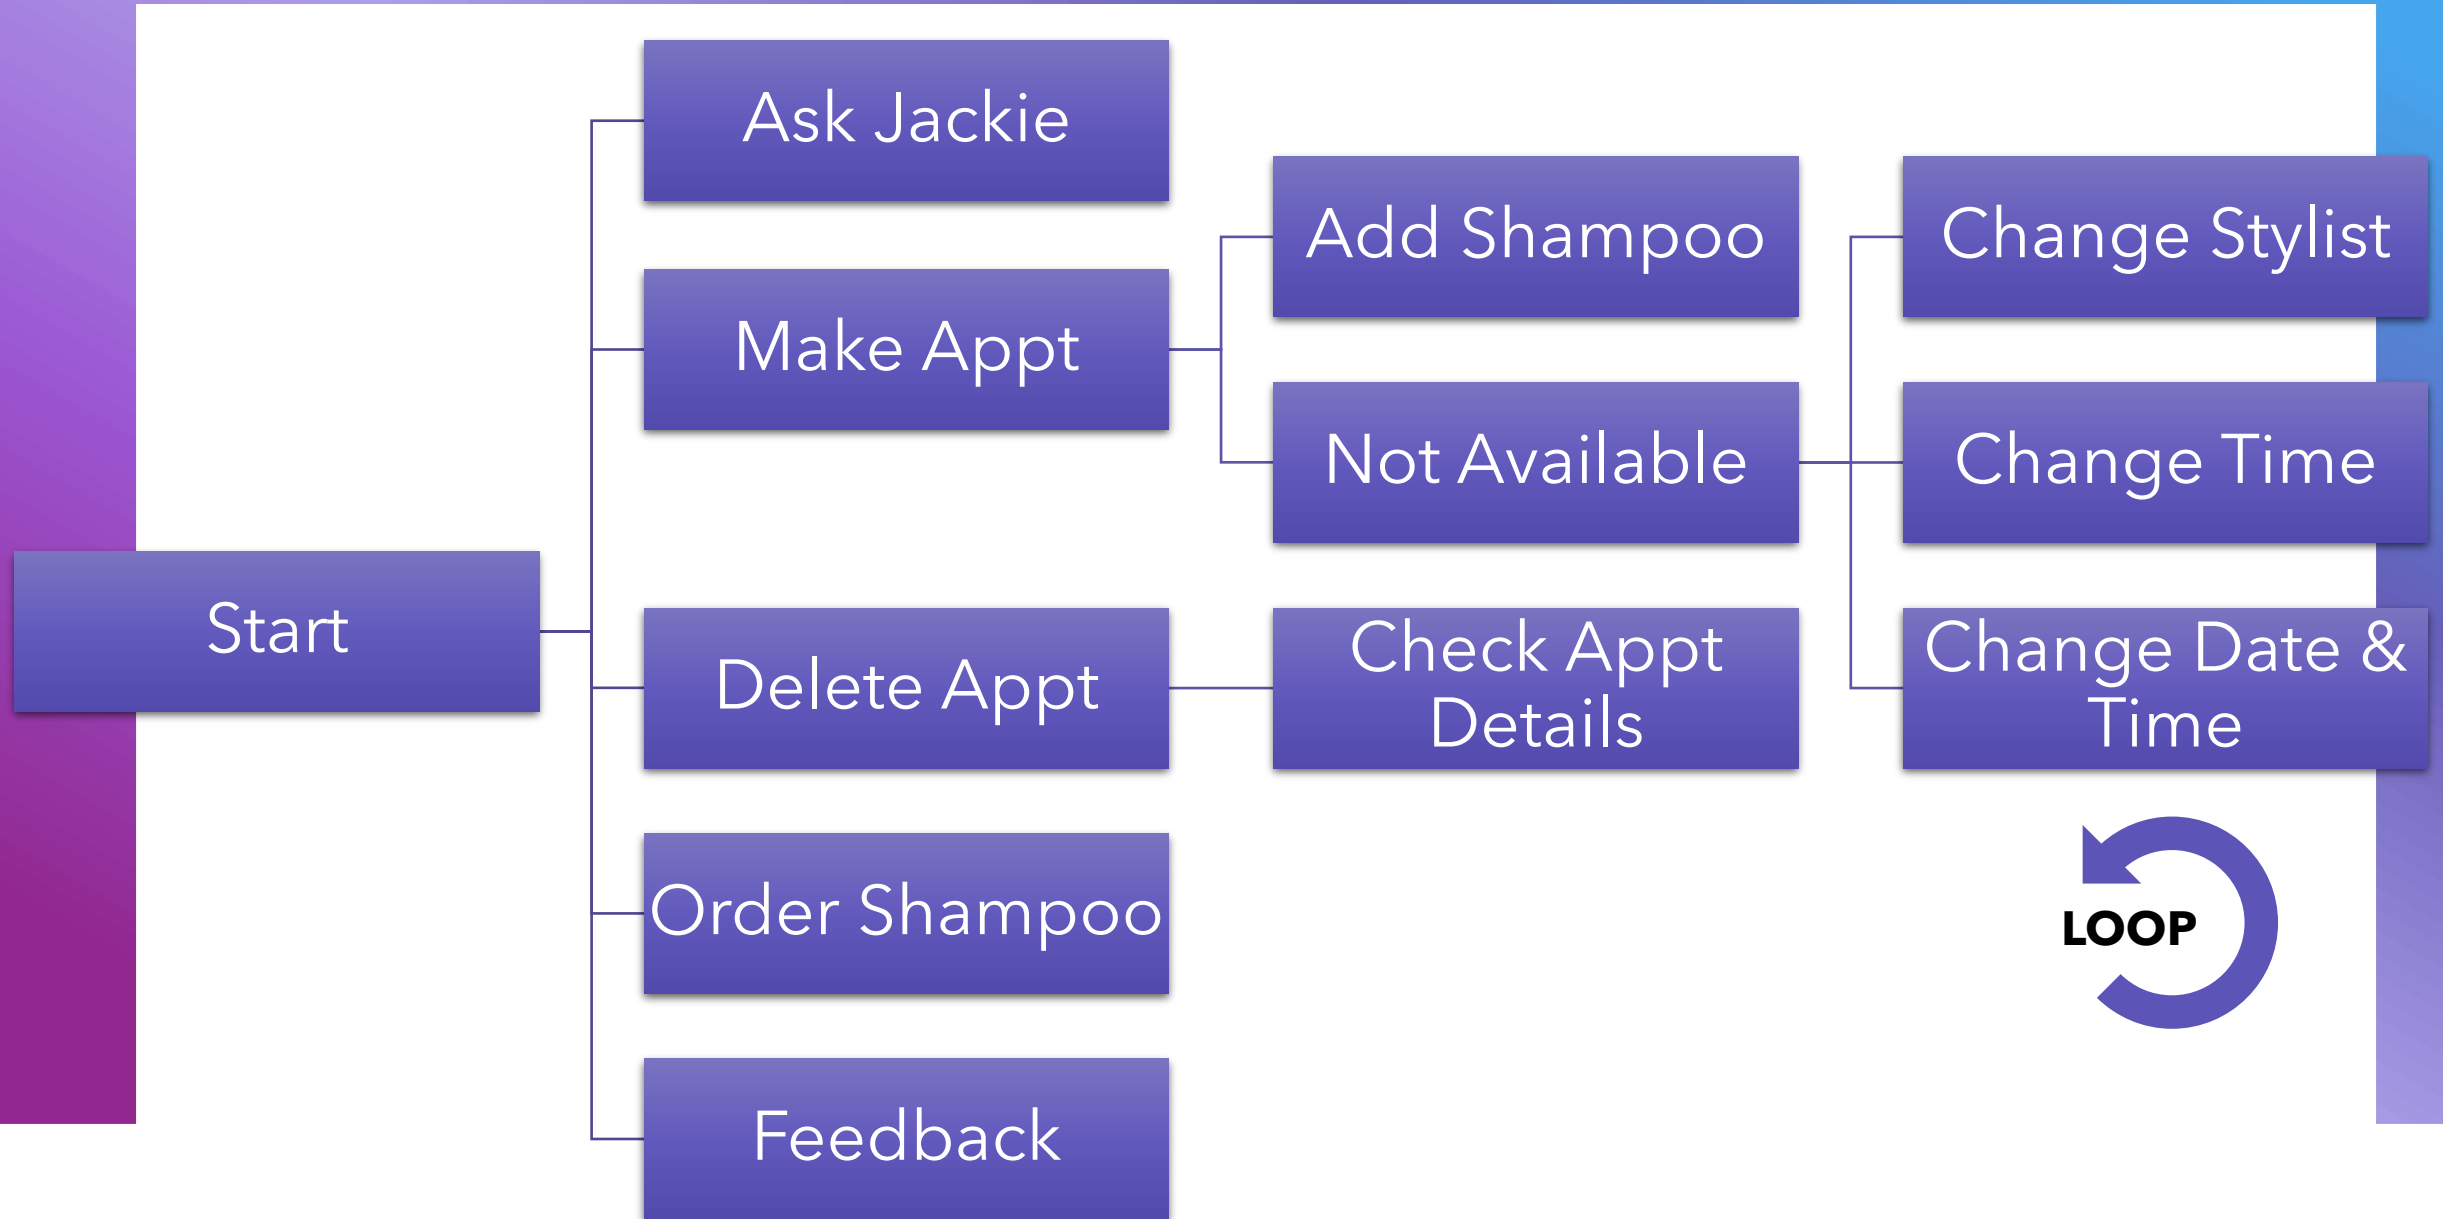 Ask Jackie
Make Appt
Add Shampoo
Change Stylist
Not Available
Change Time
Start
Delete Appt
Check Appt
Details
Change Date &
Time
Order Shampoo
LOOP
Feedback